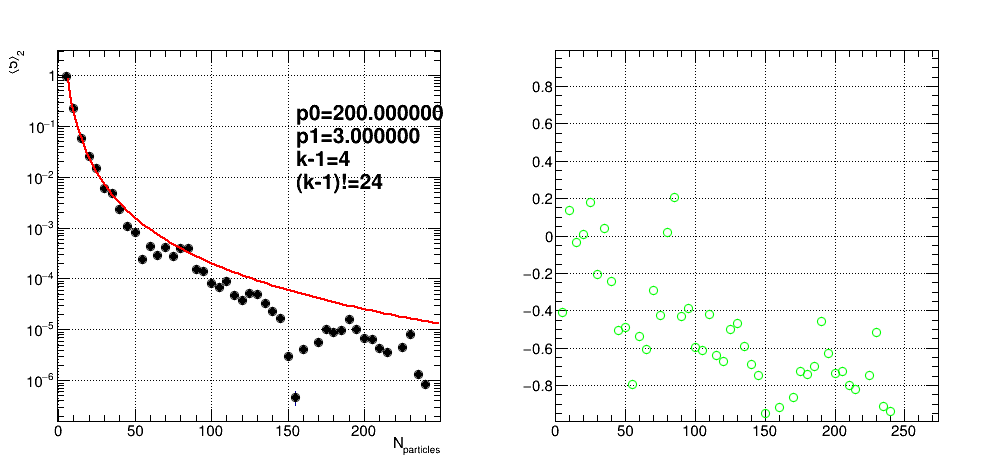 ⟨5⟩₂
1
10⁻¹
10⁻²
10⁻³
10⁻⁴
10⁻⁵
10⁻⁶
p0=200.000000
p1=3.000000
k-1=4
(k-1)!=24
0 50 100 150 200
N_particles
0.8
0.6
0.4
0.2
0
−0.2
−0.4
−0.6
−0.8
0 50 100 150 200 250